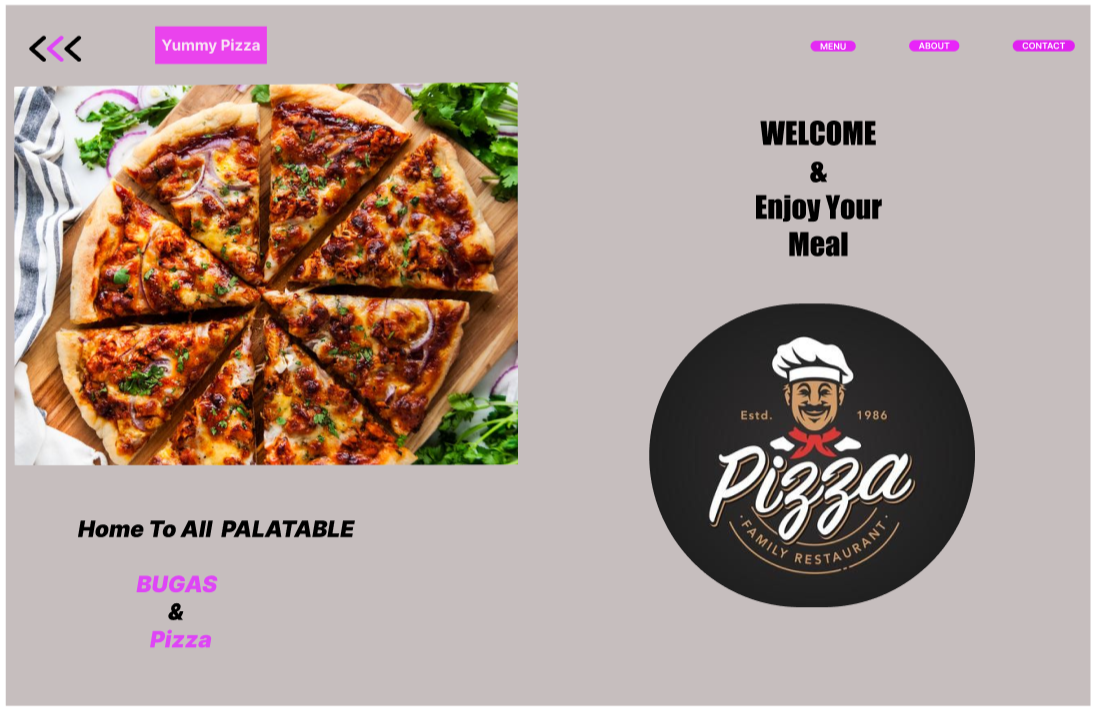 Yummy Pizza
MENU
ABOUT
CONTACT
WELCOME
&
Enjoy Your
Meal
Estd. 1986
Pizza
· FAMILY RESTAURANT ·
Home To All PALATABLE
BUGAS
&
Pizza